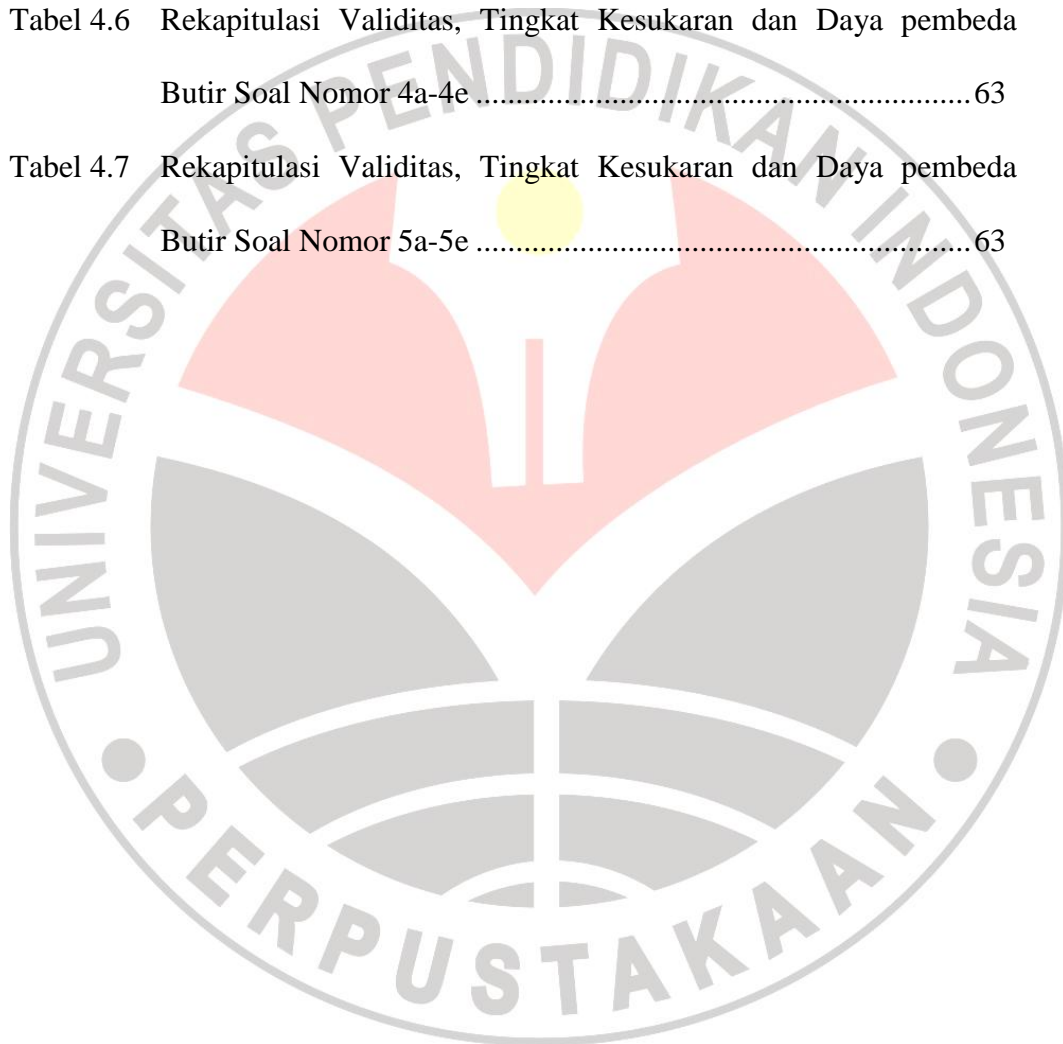 Tabel 4.6 Rekapitulasi Validitas, Tingkat Kesukaran dan Daya pembeda
Butir Soal Nomor 4a-4e ................................................................ 63
Tabel 4.7 Rekapitulasi Validitas, Tingkat Kesukaran dan Daya pembeda
Butir Soal Nomor 5a-5e ................................................................ 63
UNIVERSITAS PENDIDIKAN INDONESIA
PERPUSTAKAAN